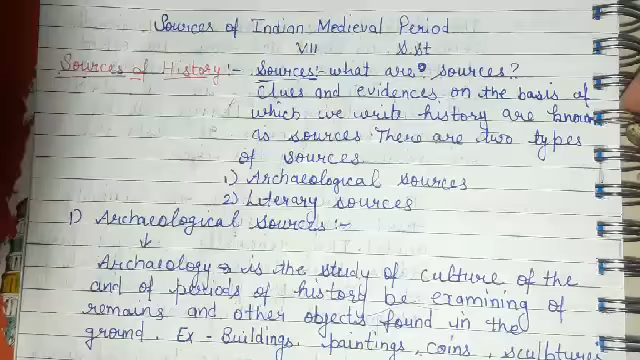 Sources of Indian Medieval Period
VII S.St
Sources of History :- Sources:- what are? sources?
Clues and evidences on the basis of
which we write history are known
as sources There are two types
of sources
1) Archaeological sources
2) Literary sources
1) Archaeological sources :-
↓
Archaeology → is the study of culture of the
and of periods of history be examining of
remains and other objects found in the
ground. Ex - Buildings, paintings, coins, sculptures